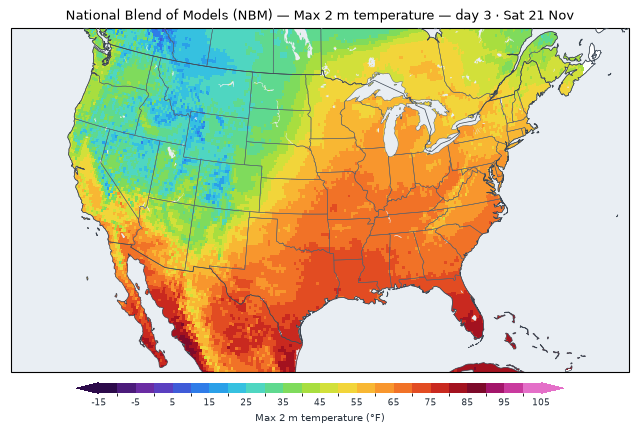 National Blend of Models (NBM) — Max 2 m temperature — day 3 · Sat 21 Nov
-15 -5 5 15 25 35 45 55 65 75 85 95 105
Max 2 m temperature (°F)